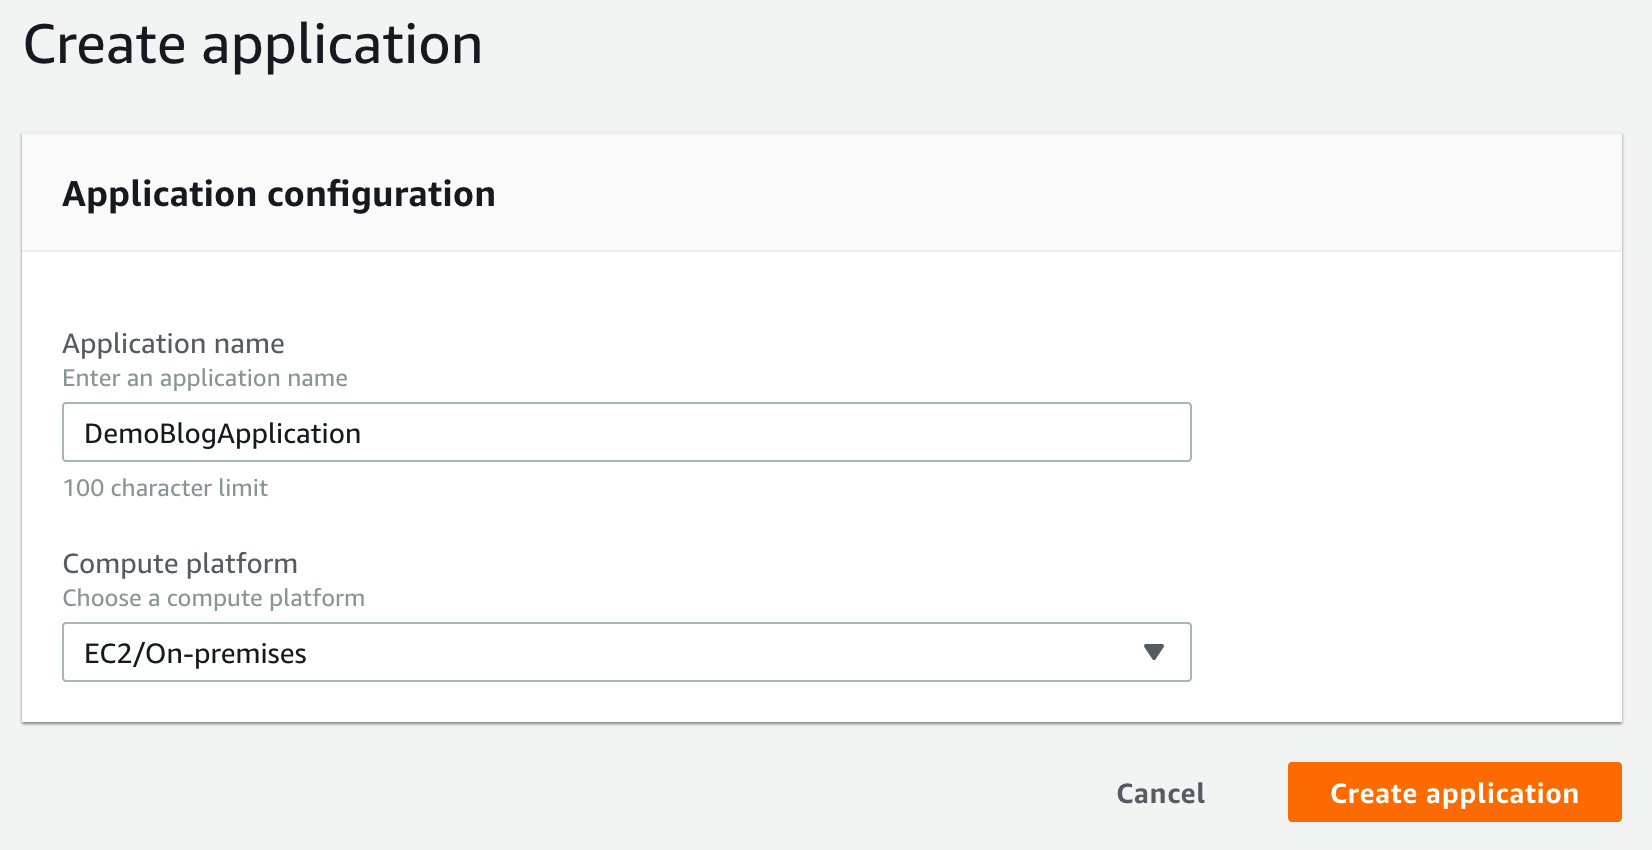 Create application
Application configuration
Application name
Enter an application name
DemoBlogApplication
100 character limit
Compute platform
Choose a compute platform
EC2/On-premises
Cancel
Create application